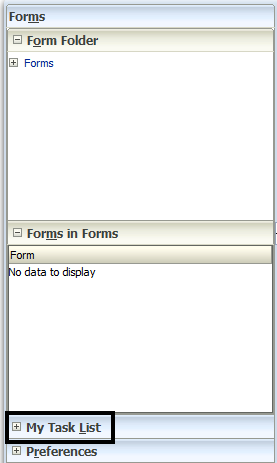 Forms
Form Folder
Forms
Forms in Forms
Form
No data to display
My Task List
Preferences